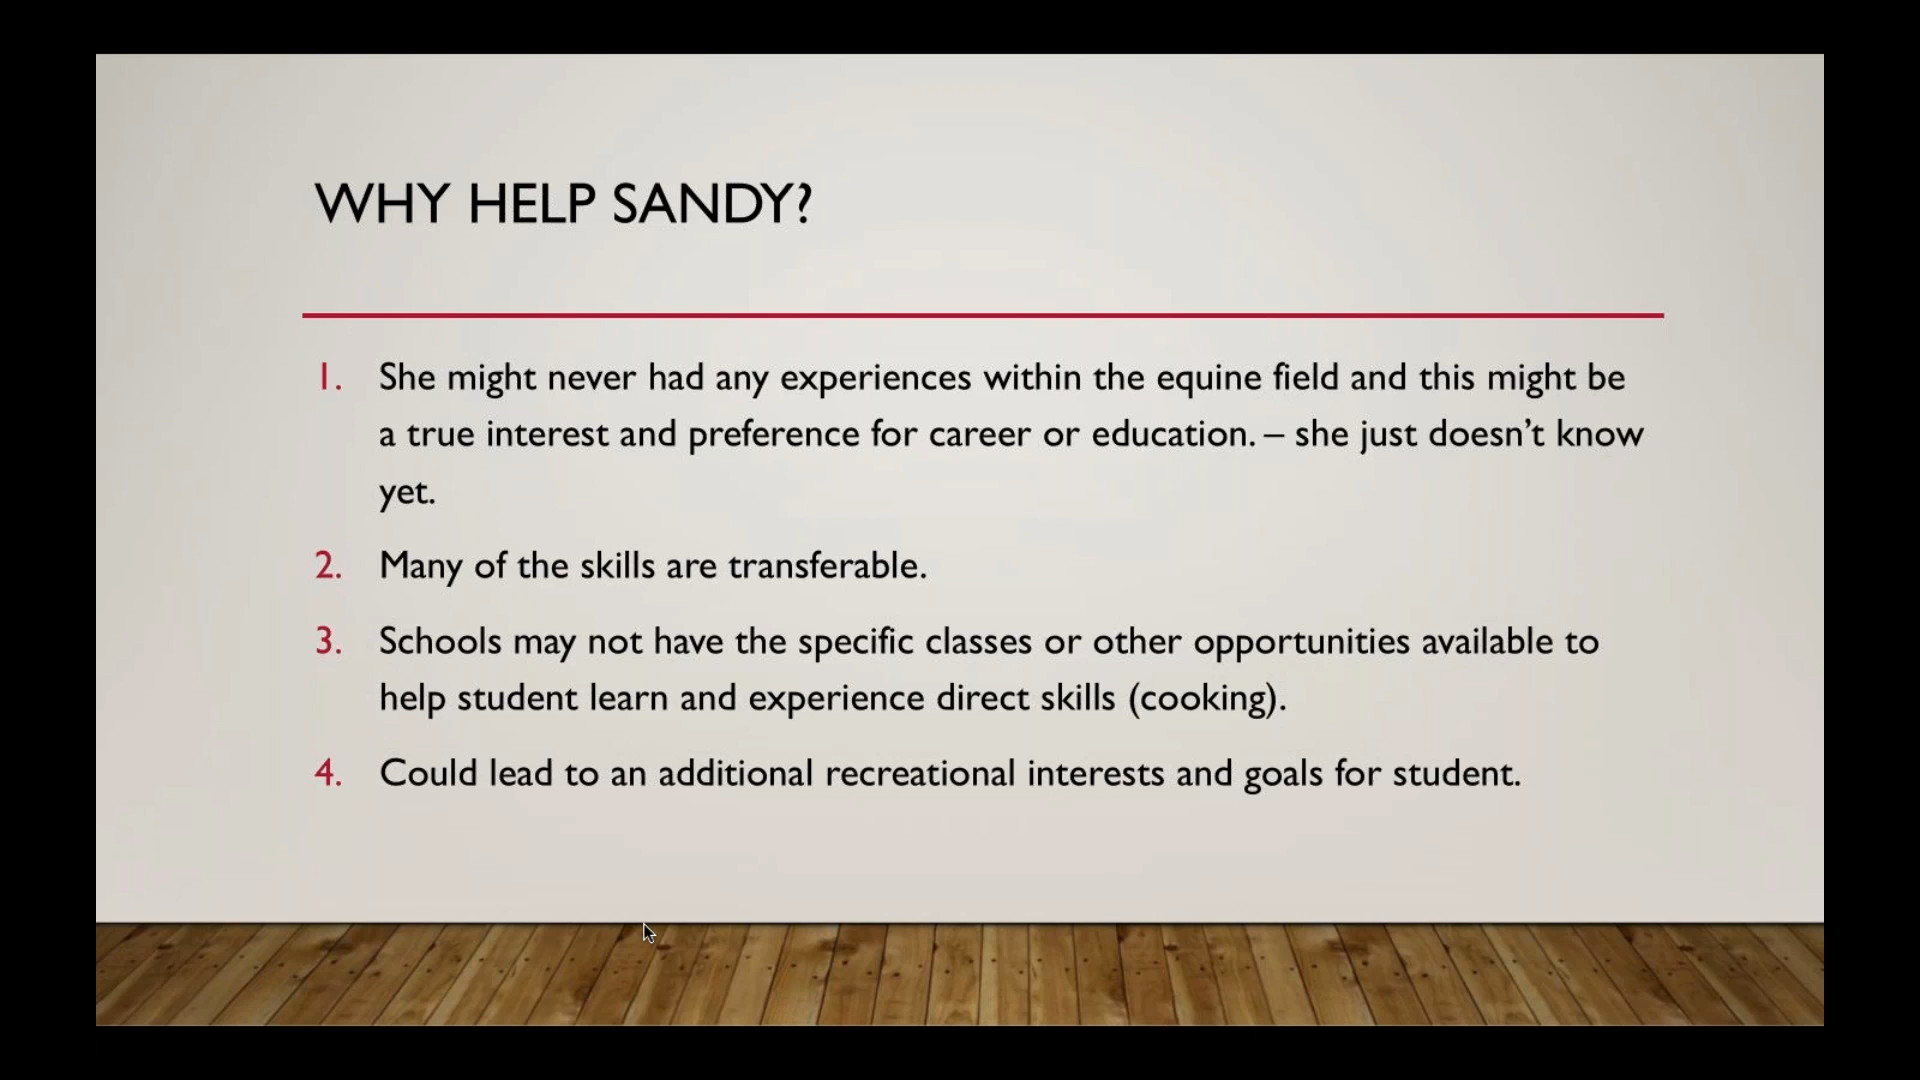 WHY HELP SANDY?
1. She might never had any experiences within the equine field and this might be
a true interest and preference for career or education. – she just doesn’t know
yet.
2. Many of the skills are transferable.
3. Schools may not have the specific classes or other opportunities available to
help student learn and experience direct skills (cooking).
4. Could lead to an additional recreational interests and goals for student.